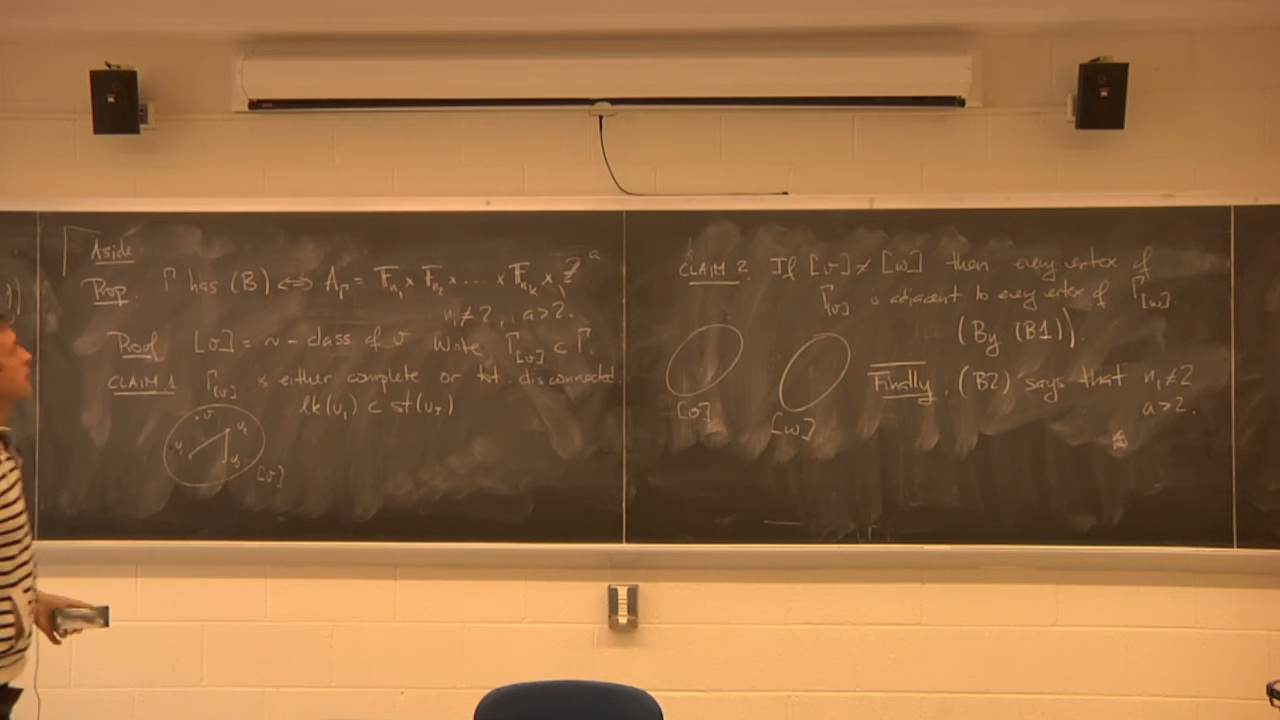 Aside:
Prop. Γ has (B) ⟺ A_Γ = F_{n_1} × F_{n_2} × ... × F_{n_k} × Z^a
n_i ≠ 2, a > 2.
Proof [v] = ~-class of v Write Γ_{[v]} ⊂ Γ.
CLAIM 1 Γ_{[v]} is either complete or tot. disconnected.
lk(v_1) ⊂ st(v_2)
v
v_1
v_2
v_3
[v]
CLAIM 2. If [v] ≠ [w] then every vertex of
Γ_{[v]} is adjacent to every vertex of Γ_{[w]}.
(By (B1)).
[v]
[w]
Finally, (B2) says that n_i ≠ 2
a > 2.